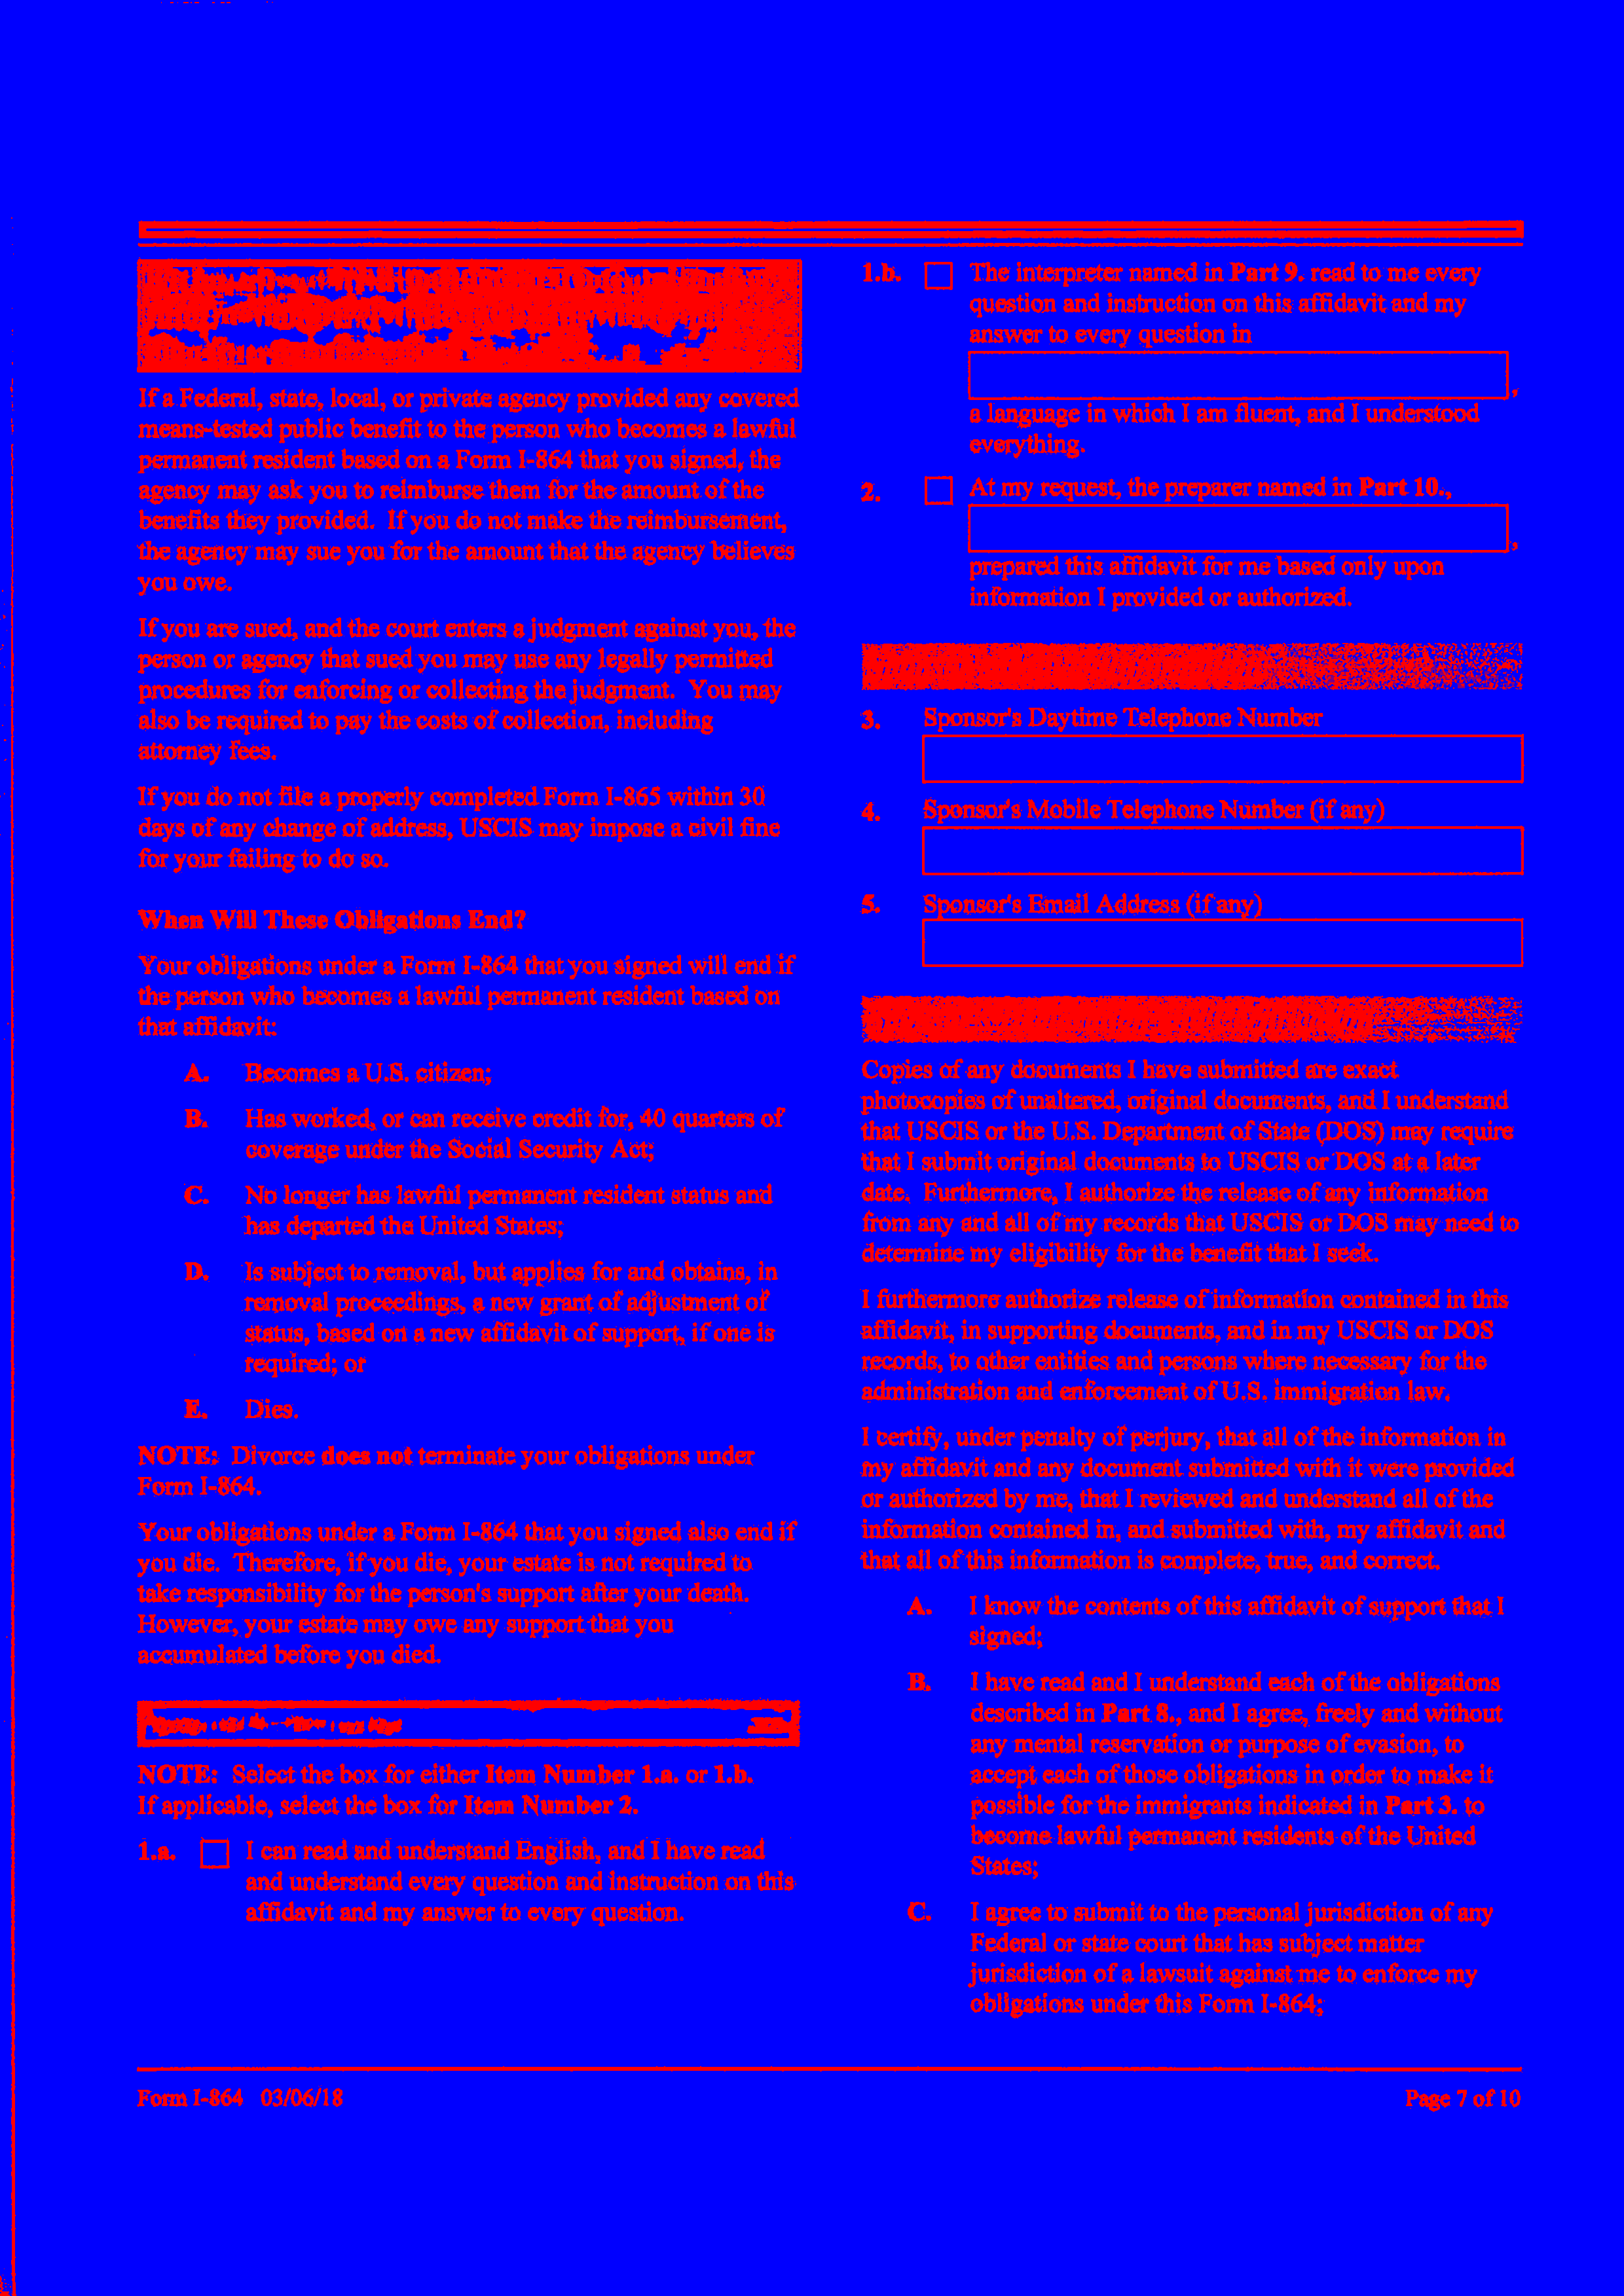 If a Federal, state, local, or private agency provided any covered
means-tested public benefit to the person who becomes a lawful
permanent resident based on a Form I-864 that you signed, the
agency may ask you to reimburse them for the amount of the
benefits they provided. If you do not make the reimbursement,
the agency may sue you for the amount that the agency believes
you owe.
If you are sued, and the court enters a judgment against you, the
person or agency that sued you may use any legally permitted
procedures for enforcing or collecting the judgment. You may
also be required to pay the costs of collection, including
attorney fees.
If you do not file a properly completed Form I-865 within 30
days of any change of address, USCIS may impose a civil fine
for your failing to do so.
When Will These Obligations End?
Your obligations under a Form I-864 that you signed will end if
the person who becomes a lawful permanent resident based on
that affidavit:
A. Becomes a U.S. citizen;
B. Has worked, or can receive credit for, 40 quarters of
coverage under the Social Security Act;
C. No longer has lawful permanent resident status and
has departed the United States;
D. Is subject to removal, but applies for and obtains, in
removal proceedings, a new grant of adjustment of
status, based on a new affidavit of support, if one is
required; or
E. Dies.
NOTE: Divorce does not terminate your obligations under
Form I-864.
Your obligations under a Form I-864 that you signed also end if
you die. Therefore, if you die, your estate is not required to
take responsibility for the person's support after your death.
However, your estate may owe any support that you
accumulated before you died.
NOTE: Select the box for either Item Number 1.a. or 1.b.
If applicable, select the box for Item Number 2.
1.a. I can read and understand English, and I have read
and understand every question and instruction on this
affidavit and my answer to every question.
1.b. The interpreter named in Part 9. read to me every
question and instruction on this affidavit and my
answer to every question in
,
a language in which I am fluent, and I understood
everything.
2. At my request, the preparer named in Part 10.,
,
prepared this affidavit for me based only upon
information I provided or authorized.
3. Sponsor's Daytime Telephone Number
4. Sponsor's Mobile Telephone Number (if any)
5. Sponsor's Email Address (if any)
Copies of any documents I have submitted are exact
photocopies of unaltered, original documents, and I understand
that USCIS or the U.S. Department of State (DOS) may require
that I submit original documents to USCIS or DOS at a later
date. Furthermore, I authorize the release of any information
from any and all of my records that USCIS or DOS may need to
determine my eligibility for the benefit that I seek.
I furthermore authorize release of information contained in this
affidavit, in supporting documents, and in my USCIS or DOS
records, to other entities and persons where necessary for the
administration and enforcement of U.S. immigration law.
I certify, under penalty of perjury, that all of the information in
my affidavit and any document submitted with it were provided
or authorized by me, that I reviewed and understand all of the
information contained in, and submitted with, my affidavit and
that all of this information is complete, true, and correct.
A. I know the contents of this affidavit of support that I
signed;
B. I have read and I understand each of the obligations
described in Part 8., and I agree, freely and without
any mental reservation or purpose of evasion, to
accept each of those obligations in order to make it
possible for the immigrants indicated in Part 3. to
become lawful permanent residents of the United
States;
C. I agree to submit to the personal jurisdiction of any
Federal or state court that has subject matter
jurisdiction of a lawsuit against me to enforce my
obligations under this Form I-864;
Form I-864 03/06/18
Page 7 of 10